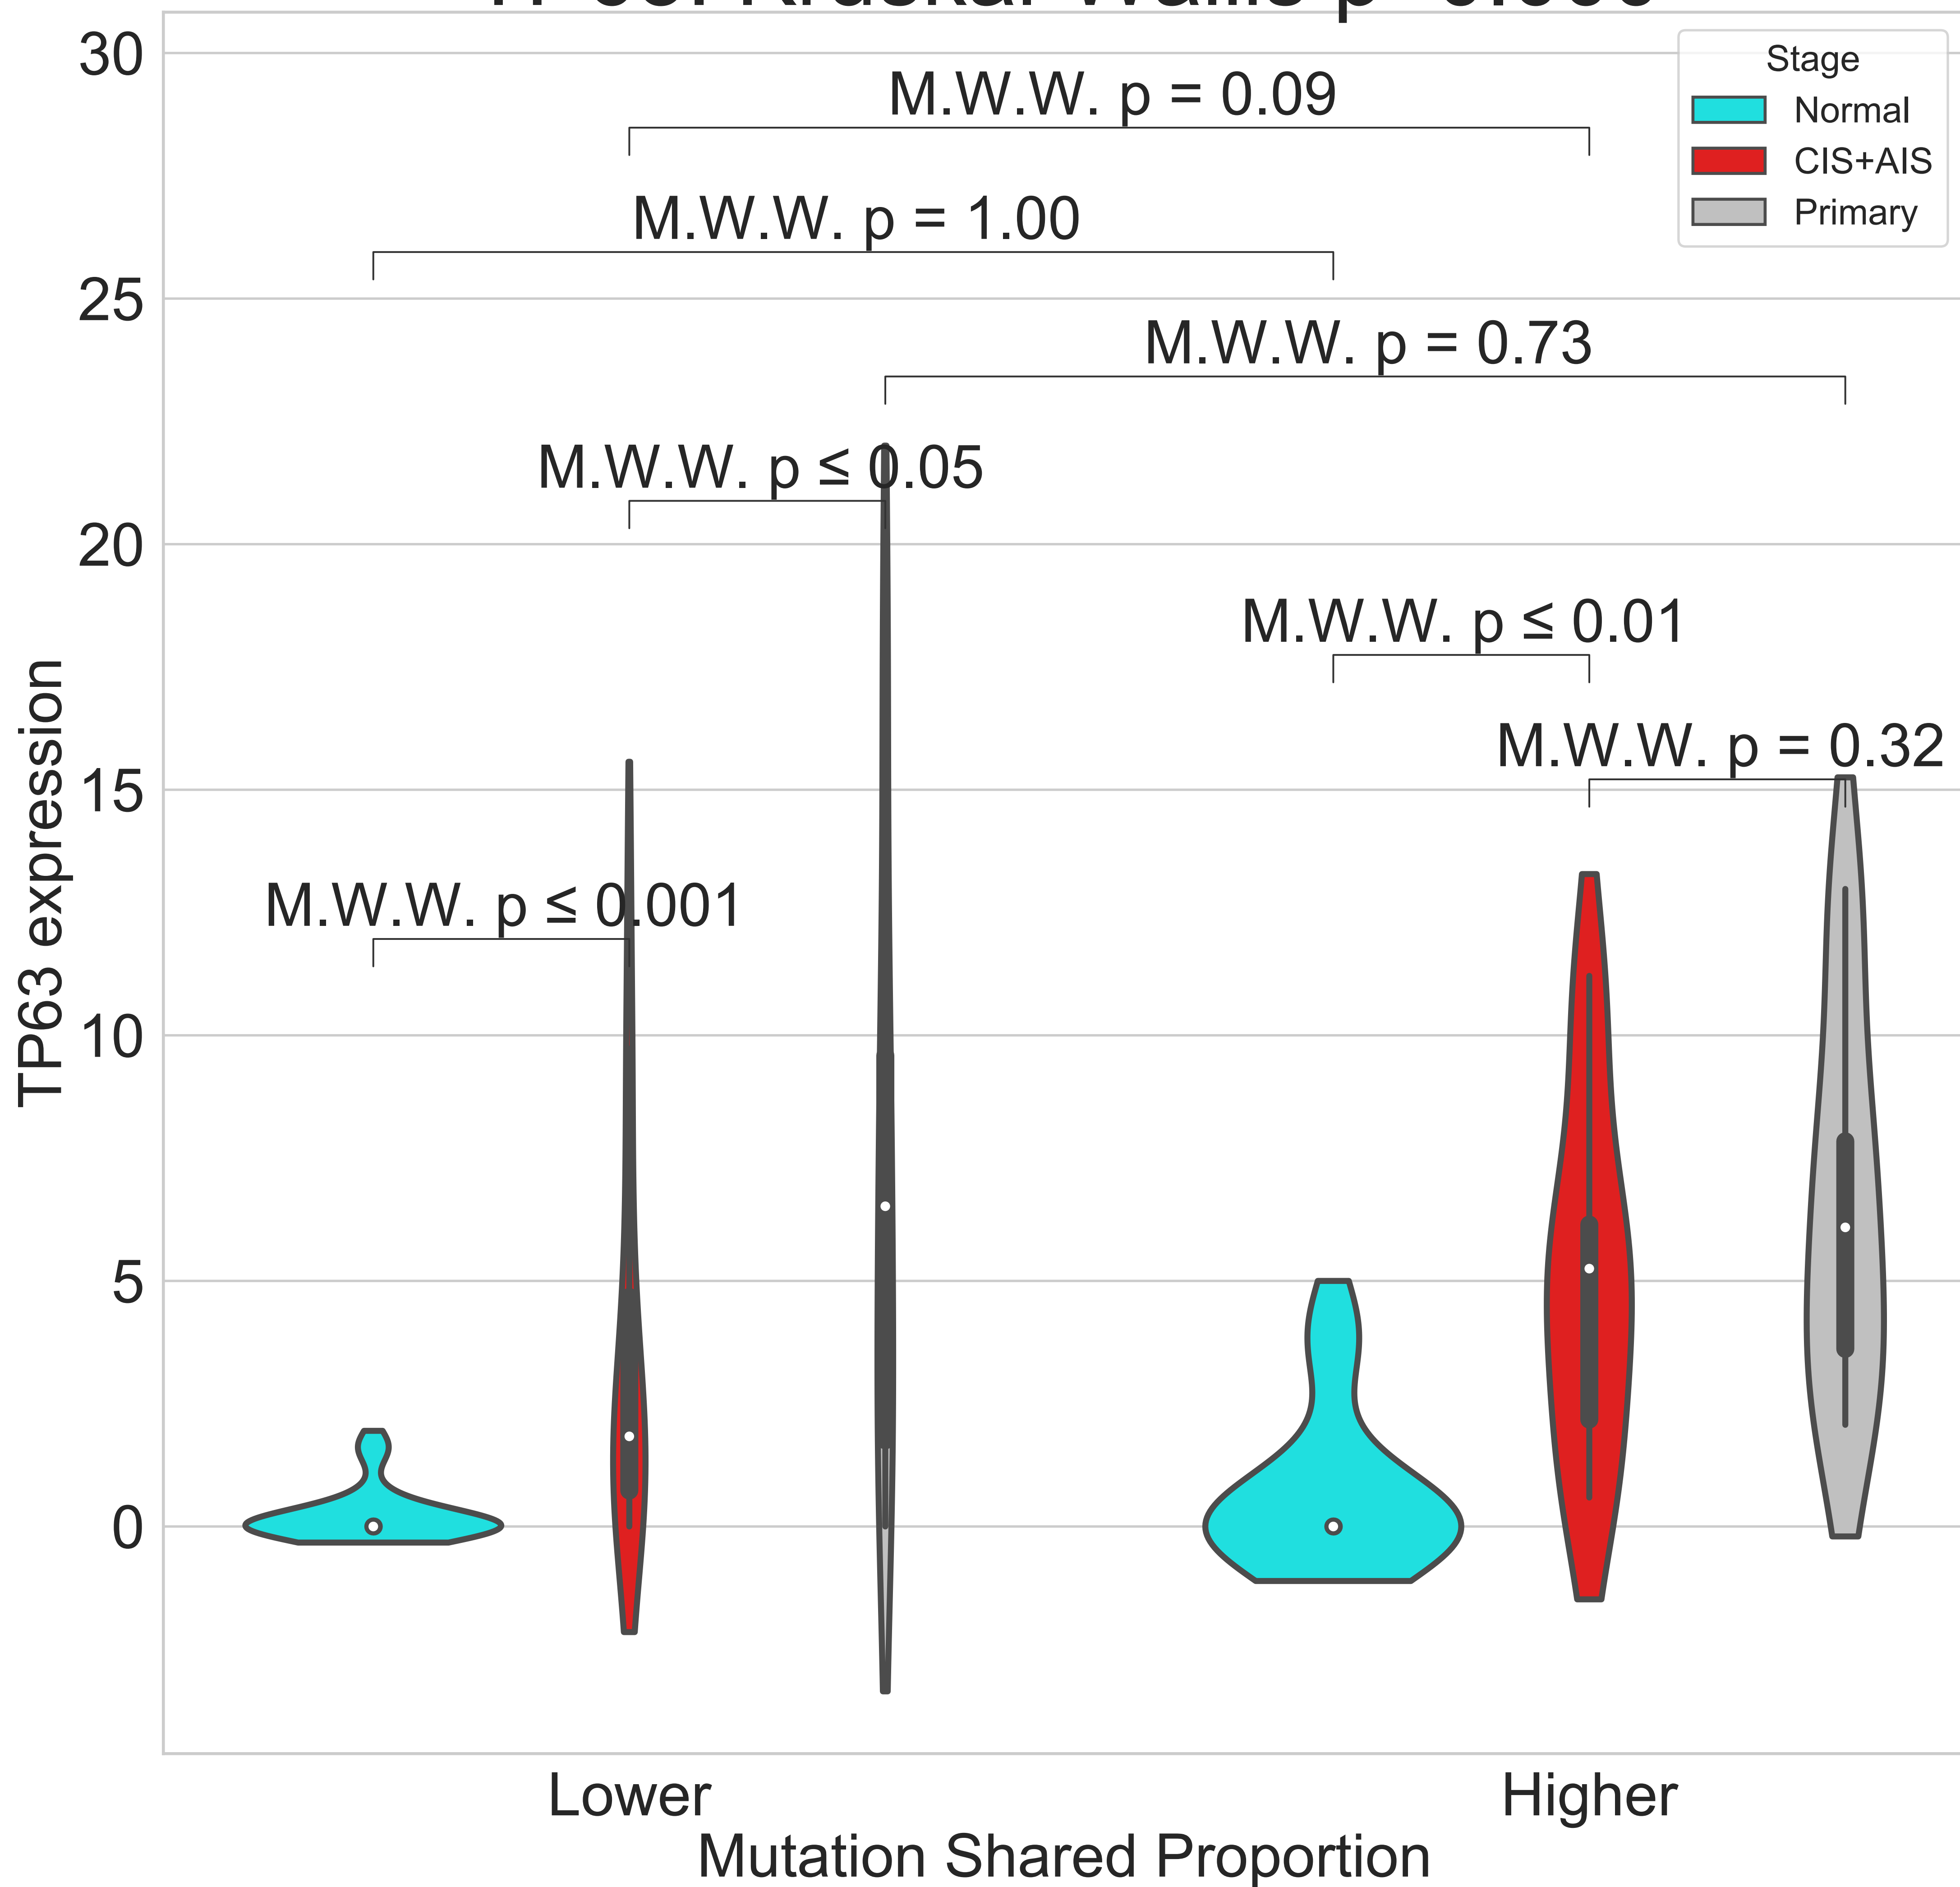 30
25
20
15
10
5
0
TP63 expression
M.W.W. p = 0.09
M.W.W. p = 1.00
M.W.W. p = 0.73
M.W.W. p ≤ 0.05
M.W.W. p ≤ 0.01
M.W.W. p = 0.32
M.W.W. p ≤ 0.001
Stage
Normal
CIS+AIS
Primary
Lower
Higher
Mutation Shared Proportion